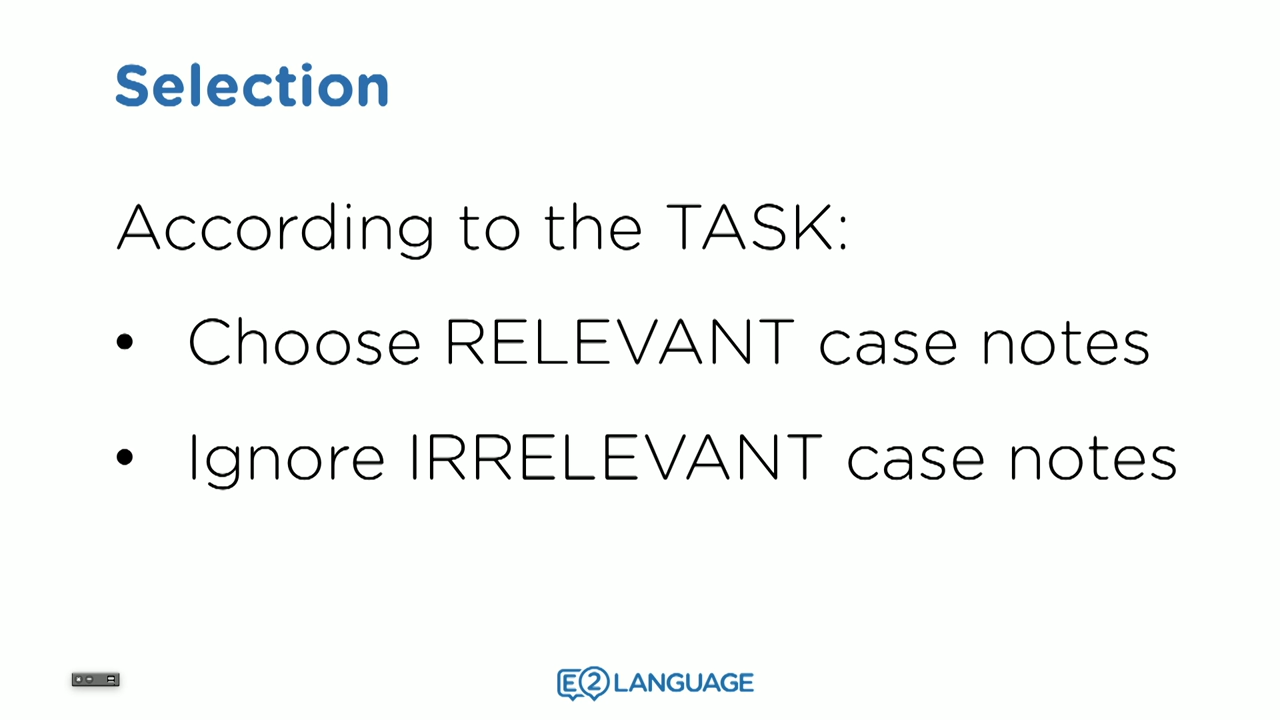 Selection
According to the TASK:
• Choose RELEVANT case notes
• Ignore IRRELEVANT case notes
E2 LANGUAGE